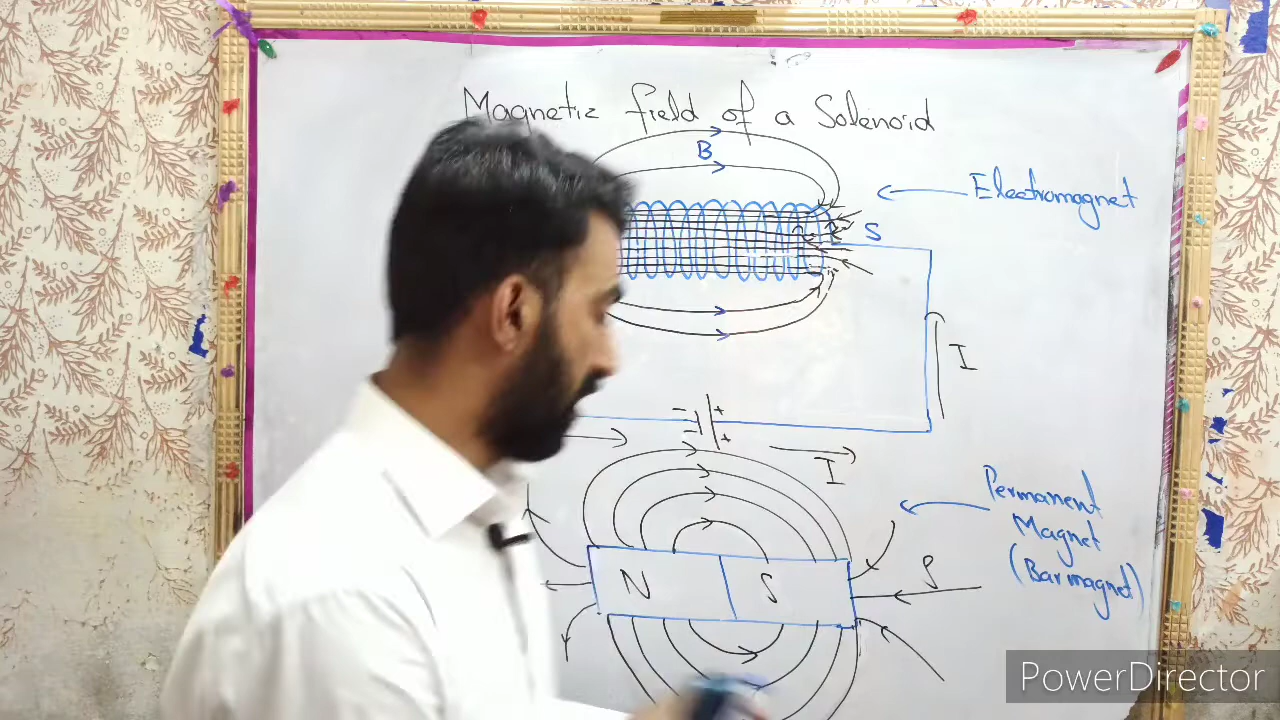 Magnetic field of a Solenoid
B
Electromagnet
S
I
- +
- +
I
Permanent
Magnet
(Bar magnet)
N S
S
PowerDirector